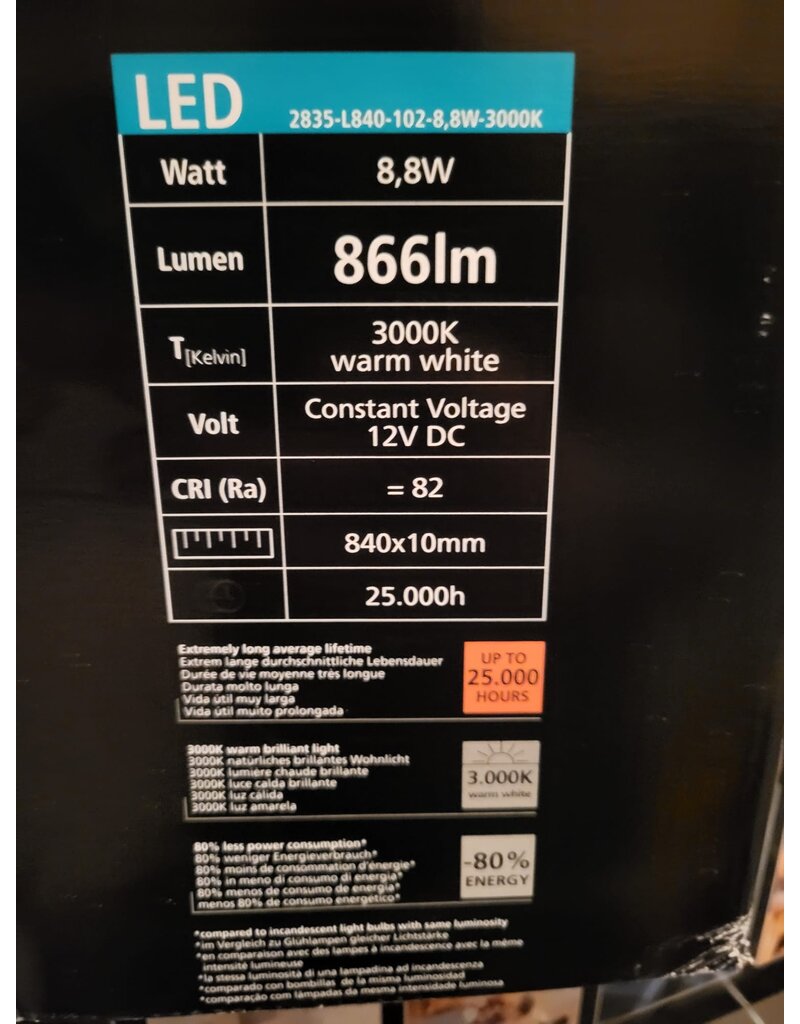 LED
2835-L840-102-8,8W-3000K
Watt 8,8W
Lumen 866lm
T[Kelvin] 3000K
warm white
Volt Constant Voltage
12V DC
CRI (Ra) = 82
840x10mm
25.000h
Extremely long average lifetime
Extrem lange durchschnittliche Lebensdauer
Durée de vie moyenne très longue
Durata molto lunga
Vida útil muy larga
Vida útil muito prolongada
UP TO
25.000
HOURS
3000K warm brilliant light
3000K natürliches brillantes Wohnlicht
3000K lumière chaude brillante
3000K luce calda brillante
3000K luz cálida
3000K luz amarela
3.000K
warm white
80% less power consumption*
80% weniger Energieverbrauch*
80% moins de consommation d'énergie*
80% in meno di consumo di energia*
80% menos de consumo de energia*
menos 80% de consumo energético*
-80%
ENERGY
*compared to incandescent light bulbs with same luminosity
*im Vergleich zu Glühlampen gleicher Lichtstärke
*en comparaison avec des lampes à incandescence avec la même
intensité lumineuse
*la stessa luminosità di una lampadina ad incandescenza
*comparado con bombillas de la misma luminosidad
*comparação com lâmpadas da mesma intensidade luminosa